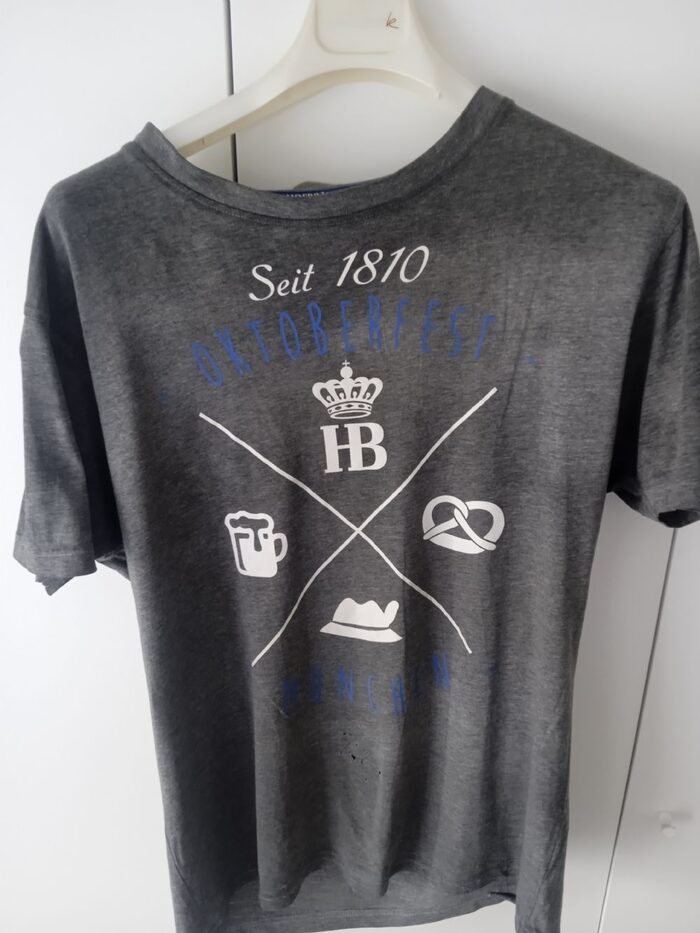 k
Seit 1810
OKTOBERFEST
HB
MÜNCHEN